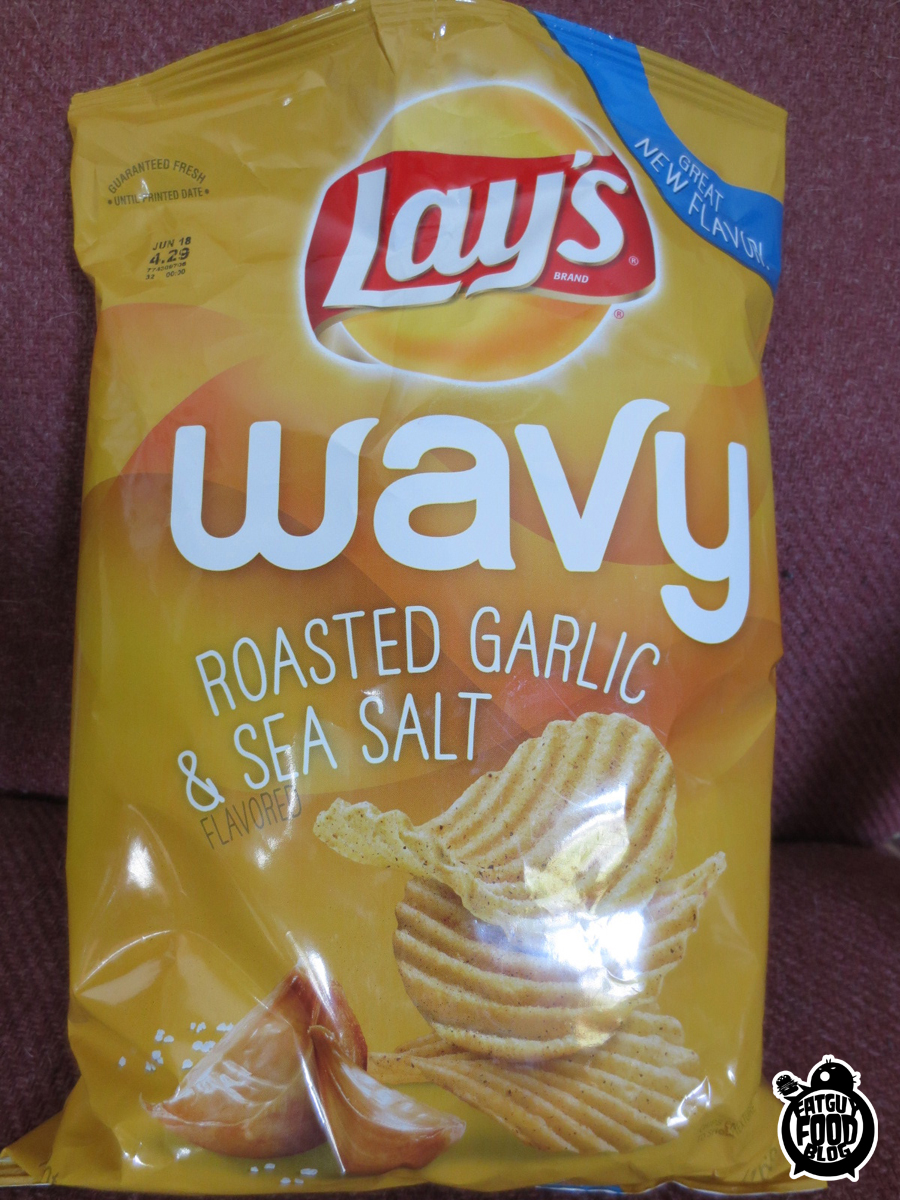 GREAT
NEW FLAVOR!
GUARANTEED FRESH
• UNTIL PRINTED DATE •
JUN 18
4.29
Lay's
BRAND
®
®
wavy
ROASTED GARLIC
& SEA SALT
FLAVORED
FATGUY
FOOD
BLOG